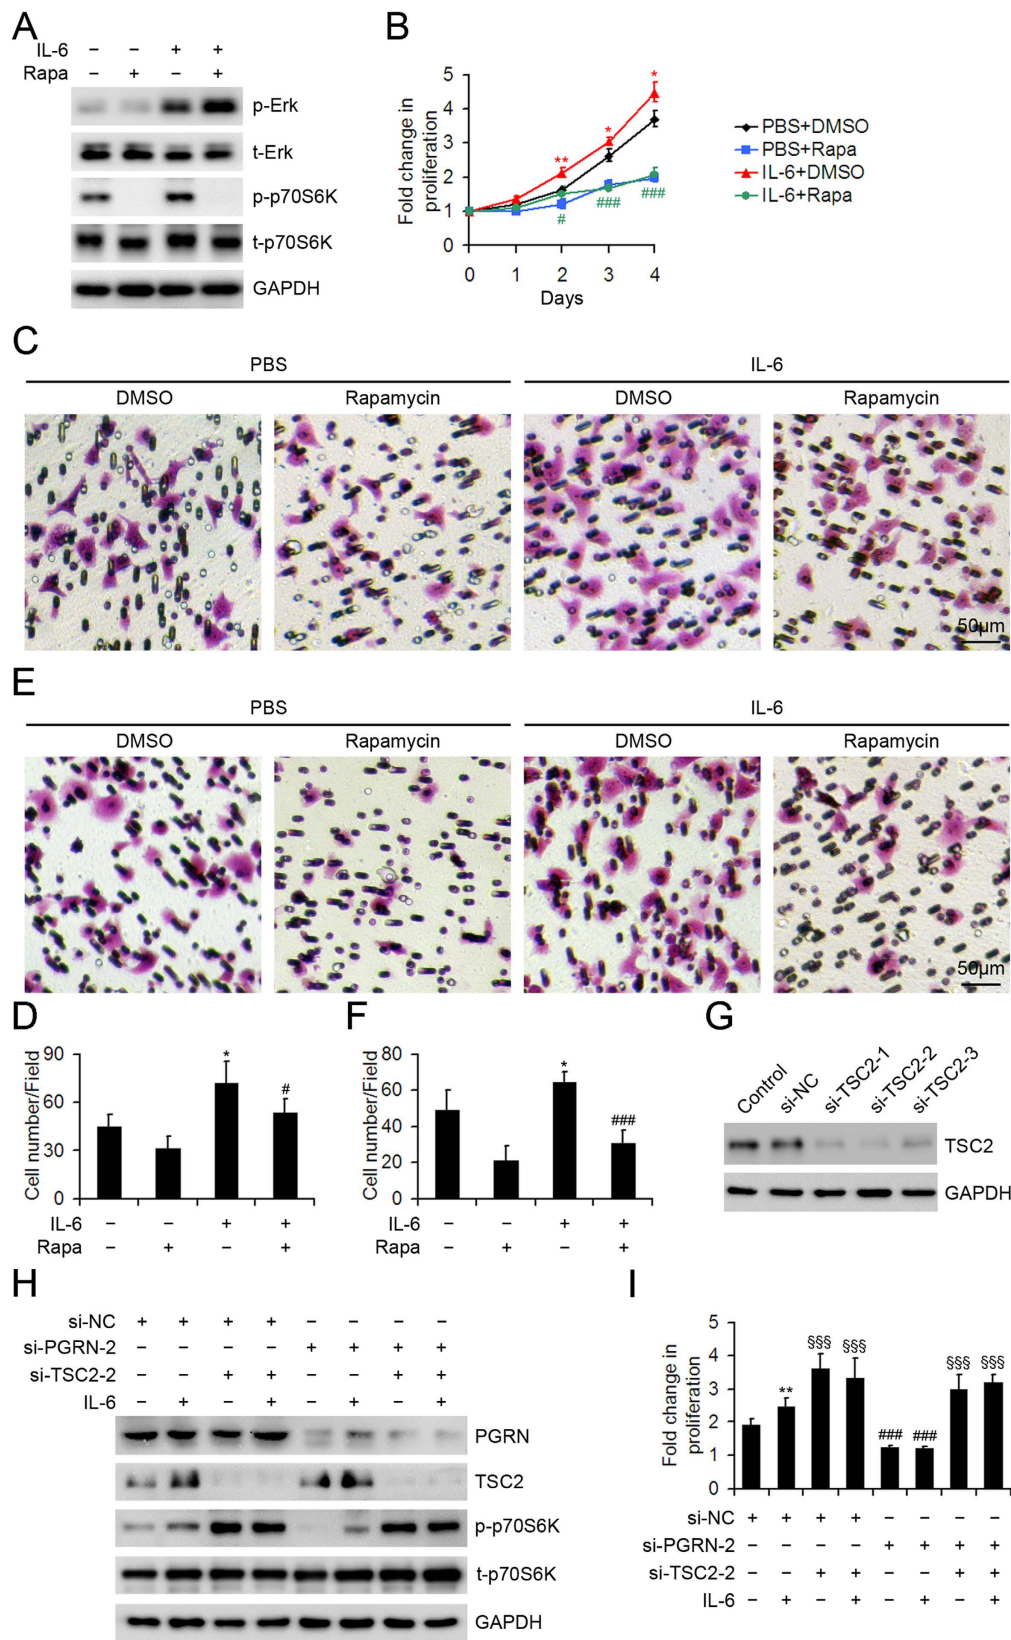 A
IL-6 – – + +
Rapa – + – +
p-Erk
t-Erk
p-p70S6K
t-p70S6K
GAPDH
B
Fold change in
proliferation
5
4
3
2
1
0
* * **
# ### ###
0 1 2 3 4
Days
PBS+DMSO
PBS+Rapa
IL-6+DMSO
IL-6+Rapa
C
PBS IL-6
DMSO Rapamycin DMSO Rapamycin
50μm
E
PBS IL-6
DMSO Rapamycin DMSO Rapamycin
50μm
D
Cell number/Field
90
60
30
0
* #
IL-6 – – + +
Rapa – + – +
F
Cell number/Field
80
60
40
20
0
* ###
IL-6 – – + +
Rapa – + – +
G
Control si-NC si-TSC2-1 si-TSC2-2 si-TSC2-3
TSC2
GAPDH
H
si-NC + + + + – – – –
si-PGRN-2 – – – – + + + +
si-TSC2-2 – – + + – – + +
IL-6 – + – + – + – +
PGRN
TSC2
p-p70S6K
t-p70S6K
GAPDH
I
Fold change in
proliferation
5
4
3
2
1
0
** §§§ §§§ ### ### §§§ §§§
si-NC + + + + – – – –
si-PGRN-2 – – – – + + + +
si-TSC2-2 – – + + – – + +
IL-6 – + – + – + – +